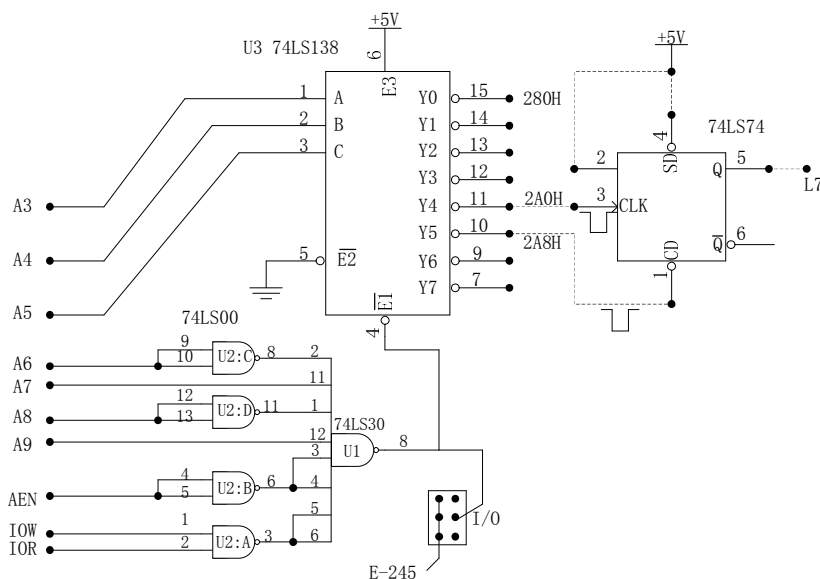 +5V
U3 74LS138
6
E3
1 A
2 B
3 C
Y0 15 280H
Y1 14
Y2 13
Y3 12
Y4 11 2A0H
Y5 10 2A8H
Y6 9
Y7 7
5 E2
E1
4
+5V
74LS74
4
SD
2
3 CLK
Q 5
L7
Q 6
CD
1
A3
A4
A5
74LS00
A6
9
10
U2:C
8
2
A7
11
A8
12
13
U2:D
11
1
A9
12
74LS30
U1
8
3
AEN
4
5
U2:B
6
4
5
IOW
1
IOR
2
U2:A
3
6
I/O
E-245